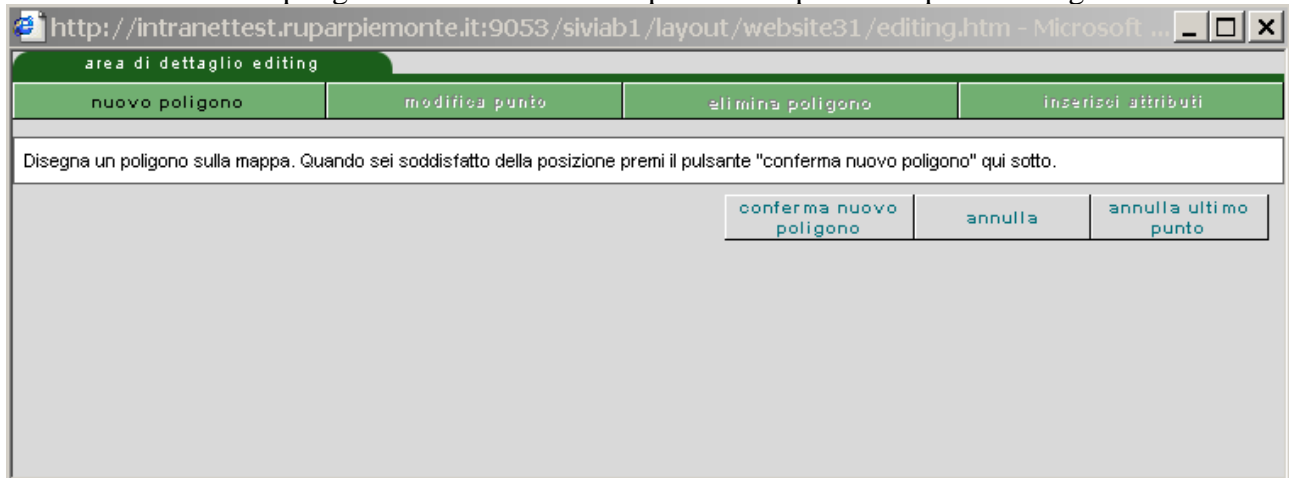 http://intranettest.ruparpiemonte.it:9053/siviab1/layout/website31/editing.htm - Microsoft ...
area di dettaglio editing
nuovo poligono modifica punto elimina poligono inserisci attributi
Disegna un poligono sulla mappa. Quando sei soddisfatto della posizione premi il pulsante "conferma nuovo poligono" qui sotto.
conferma nuovo poligono annulla annulla ultimo punto